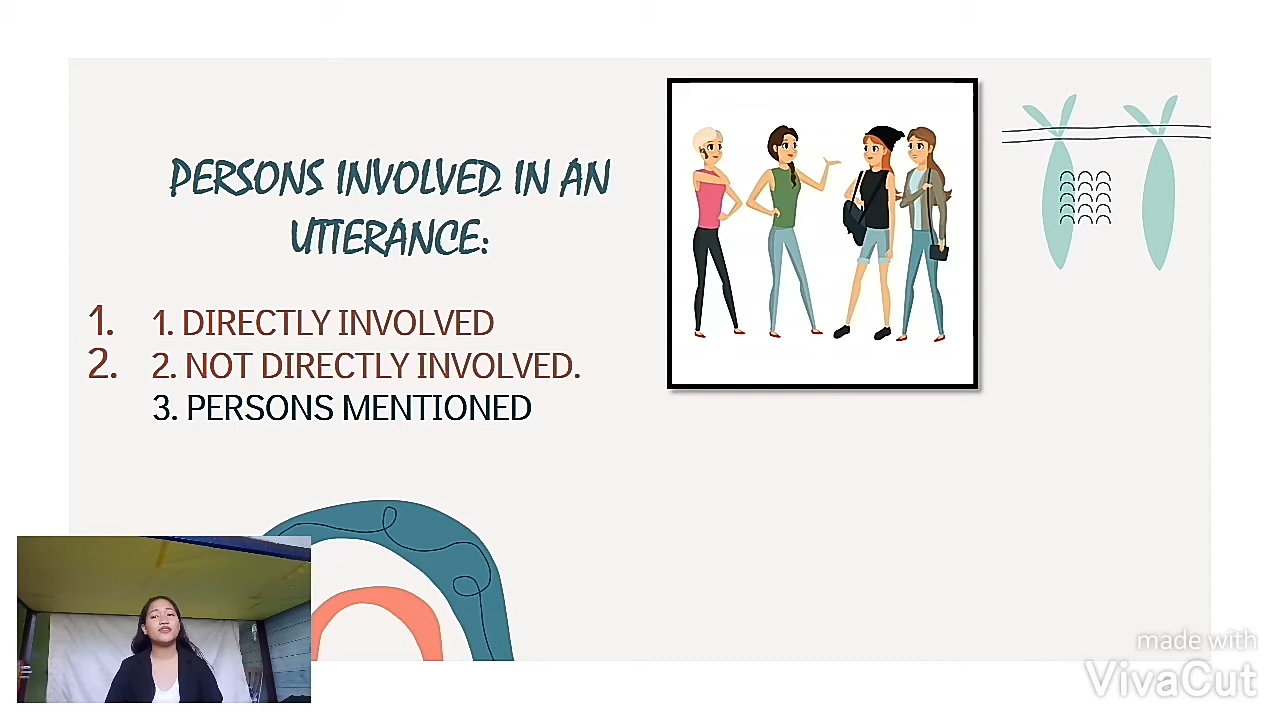 PERSONS INVOLVED IN AN
UTTERANCE:
1. 1. DIRECTLY INVOLVED
2. 2. NOT DIRECTLY INVOLVED.
3. PERSONS MENTIONED
made with
VivaCut